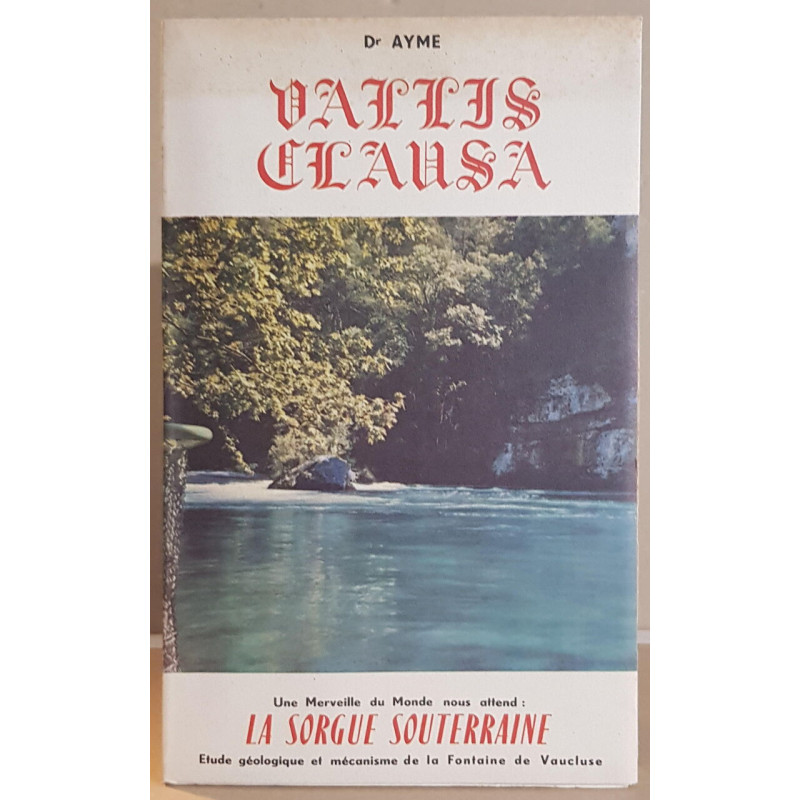 Dr AYME
VALLIS
CLAUSA
Une Merveille du Monde nous attend :
LA SORGUE SOUTERRAINE
Etude géologique et mécanisme de la Fontaine de Vaucluse